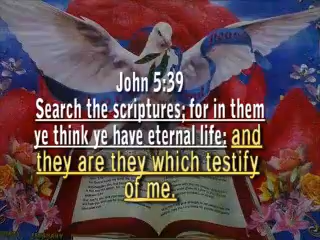 John 5:39
Search the scriptures; for in them
ye think ye have eternal life: and
they are they which testify
of me.